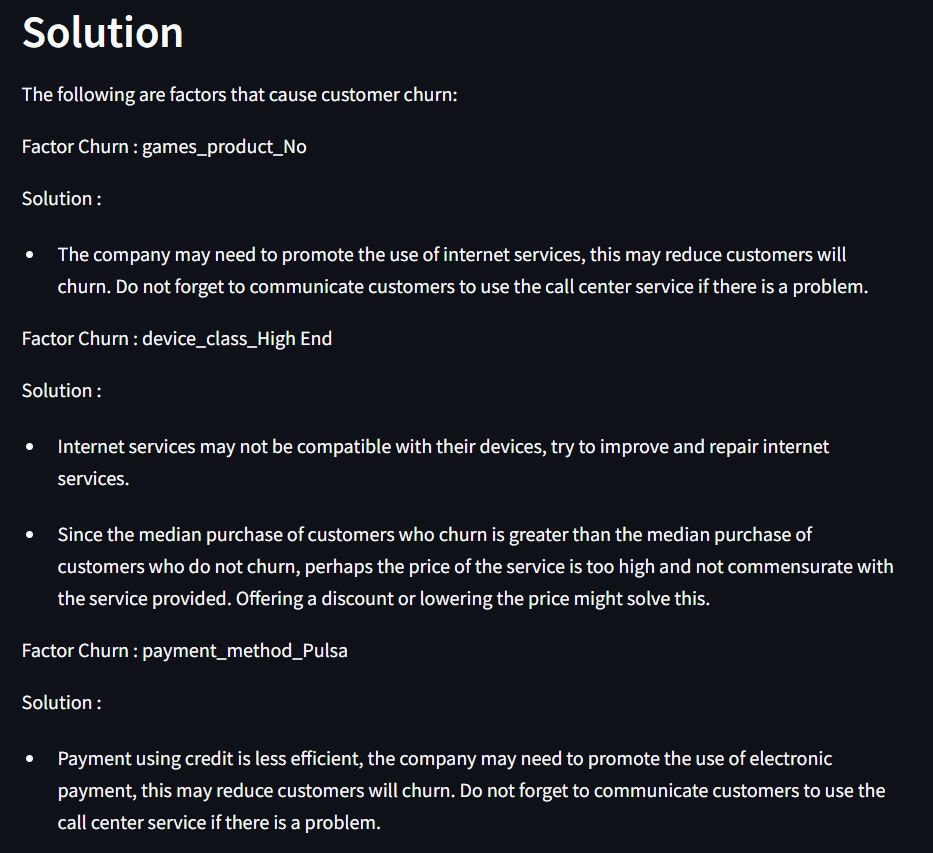 Solution
The following are factors that cause customer churn:
Factor Churn : games_product_No
Solution :
• The company may need to promote the use of internet services, this may reduce customers will
churn. Do not forget to communicate customers to use the call center service if there is a problem.
Factor Churn : device_class_High End
Solution :
• Internet services may not be compatible with their devices, try to improve and repair internet
services.
• Since the median purchase of customers who churn is greater than the median purchase of
customers who do not churn, perhaps the price of the service is too high and not commensurate with
the service provided. Offering a discount or lowering the price might solve this.
Factor Churn : payment_method_Pulsa
Solution :
• Payment using credit is less efficient, the company may need to promote the use of electronic
payment, this may reduce customers will churn. Do not forget to communicate customers to use the
call center service if there is a problem.